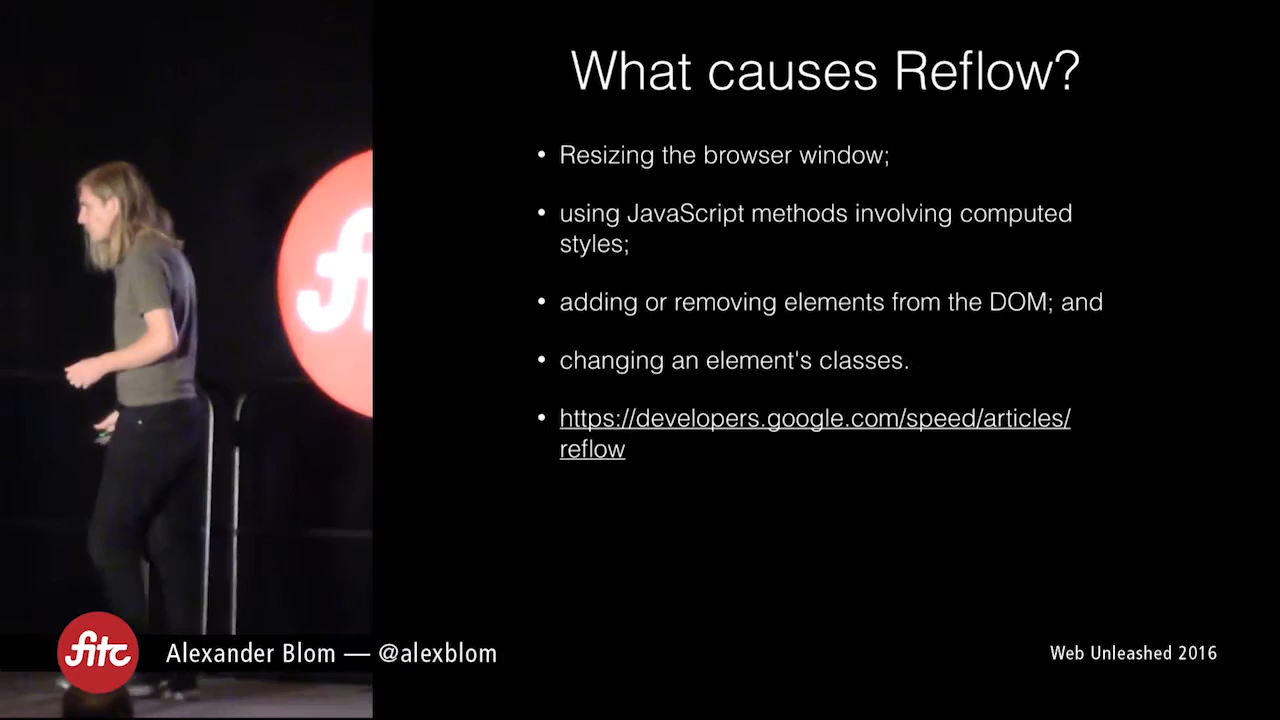 What causes Reflow?
• Resizing the browser window;
• using JavaScript methods involving computed
styles;
• adding or removing elements from the DOM; and
• changing an element's classes.
• https://developers.google.com/speed/articles/
reflow
fitc
Alexander Blom — @alexblom
Web Unleashed 2016